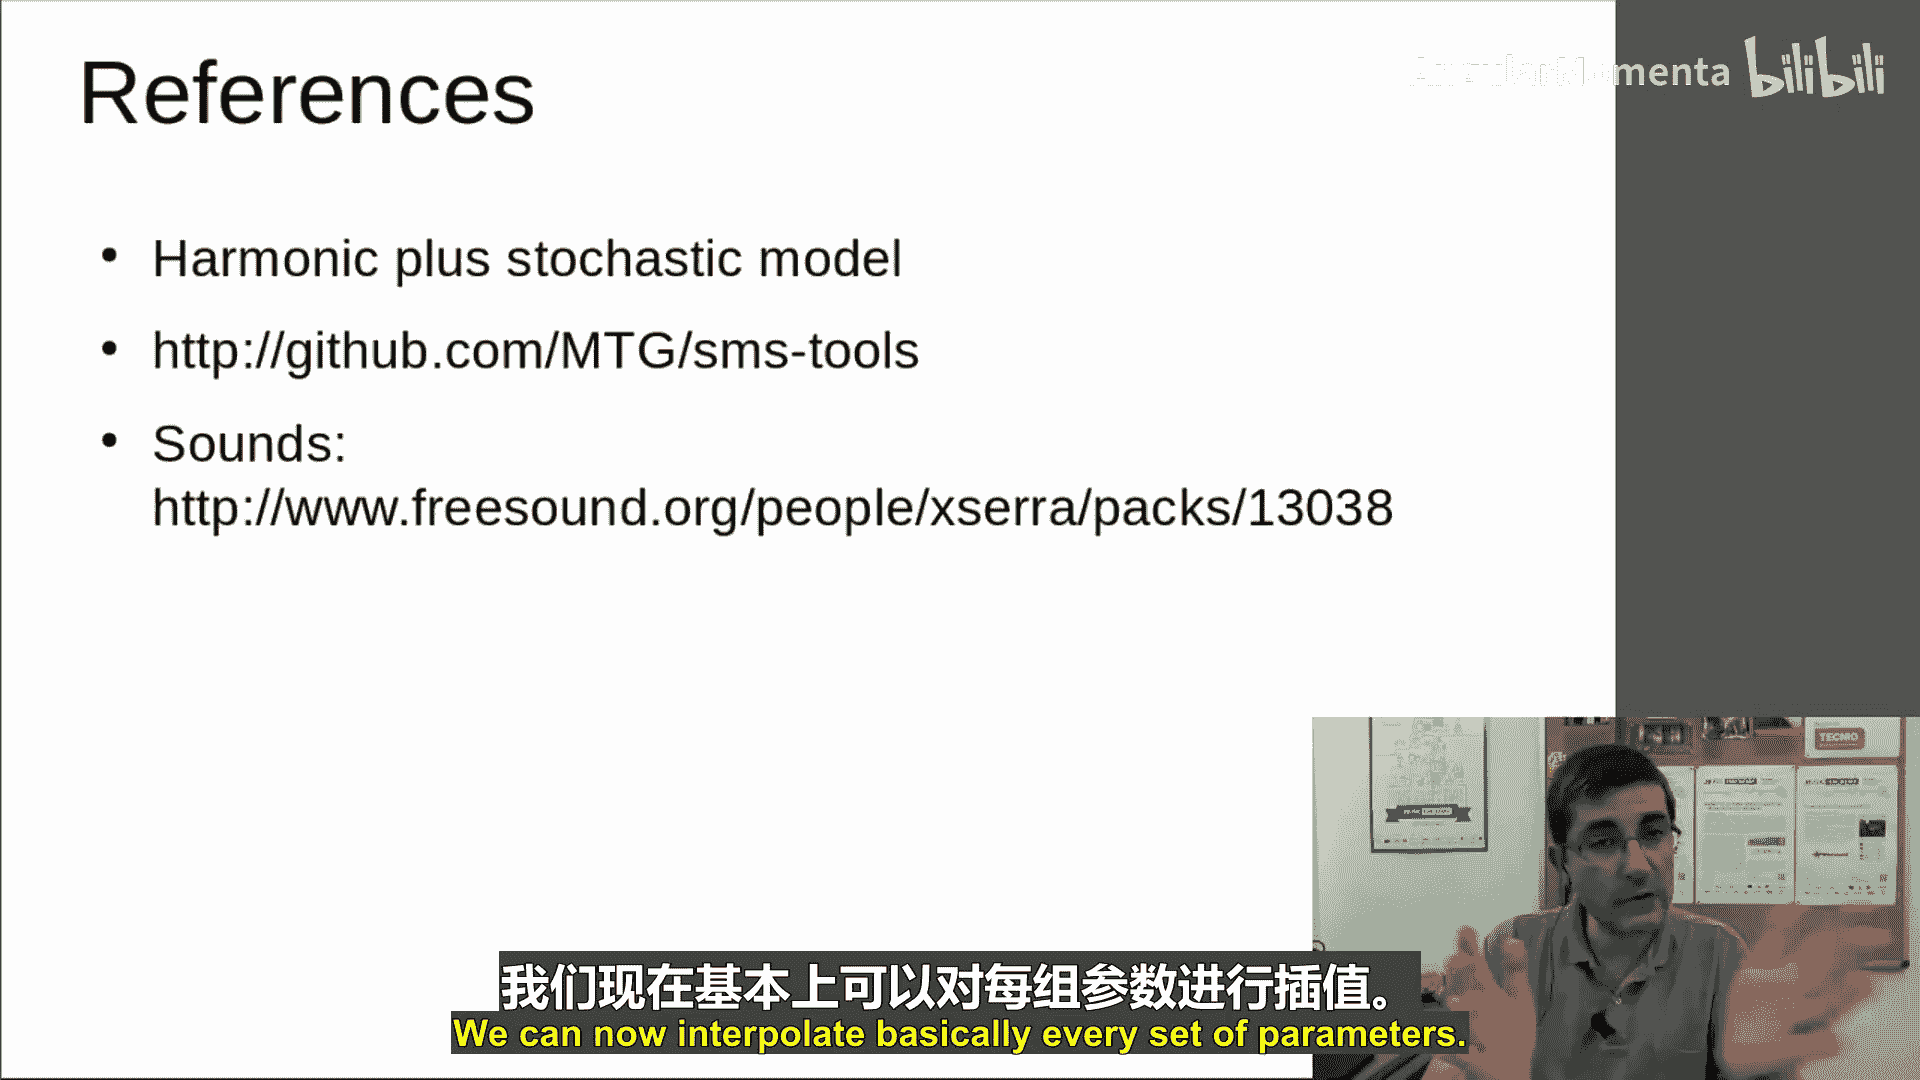 References
menta bilibili
• Harmonic plus stochastic model
• http://github.com/MTG/sms-tools
• Sounds:
http://www.freesound.org/people/xserra/packs/13038
TECNIO
我们现在基本上可以对每组参数进行插值。
We can now interpolate basically every set of parameters.